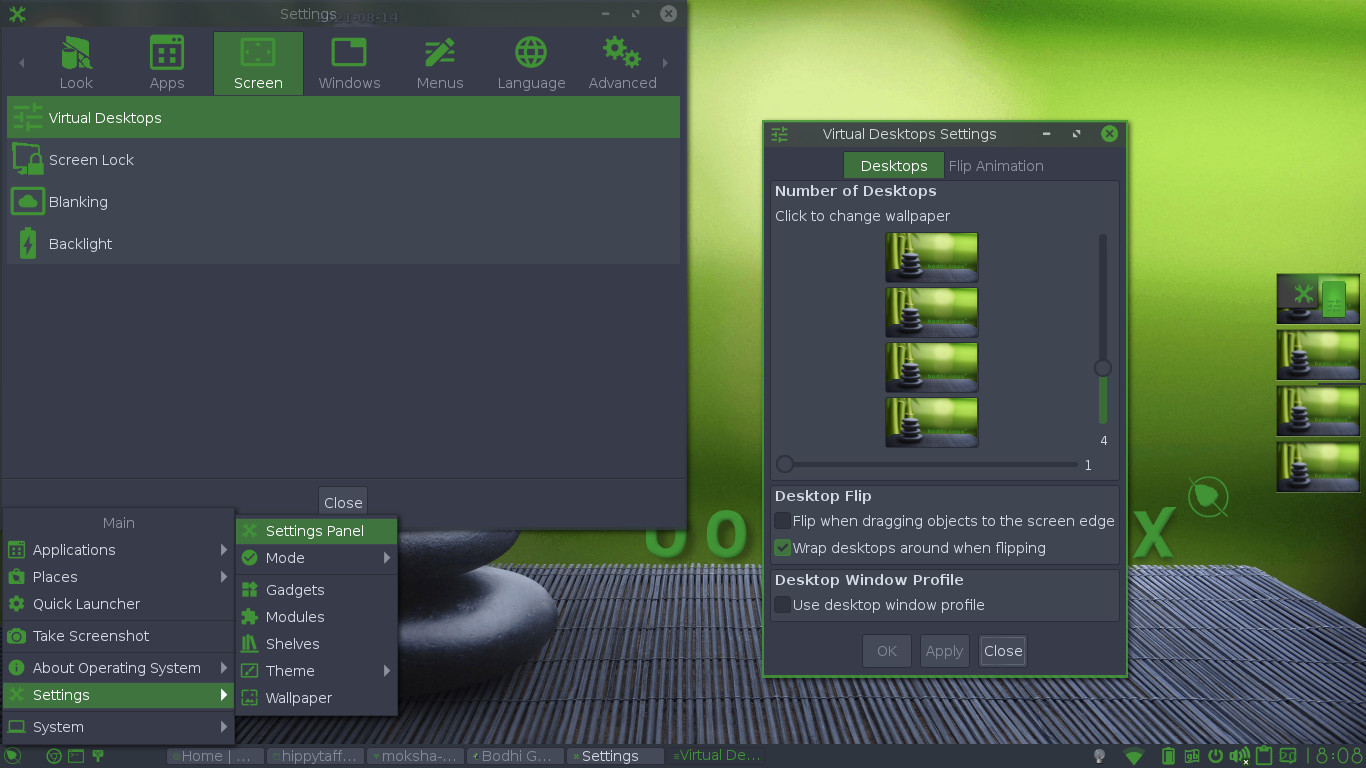 Settings
Look
Apps
Screen
Windows
Menus
Language
Advanced
Virtual Desktops
Screen Lock
Blanking
Backlight
Close
Virtual Desktops Settings
Desktops
Flip Animation
Number of Desktops
Click to change wallpaper
4
1
Desktop Flip
Flip when dragging objects to the screen edge
Wrap desktops around when flipping
Desktop Window Profile
Use desktop window profile
OK
Apply
Close
Main
Applications
Places
Quick Launcher
Take Screenshot
About Operating System
Settings
System
Settings Panel
Mode
Gadgets
Modules
Shelves
Theme
Wallpaper
Home | ...
hippytaff...
moksha-...
Bodhi G...
Settings
Virtual De...
gb
8:08